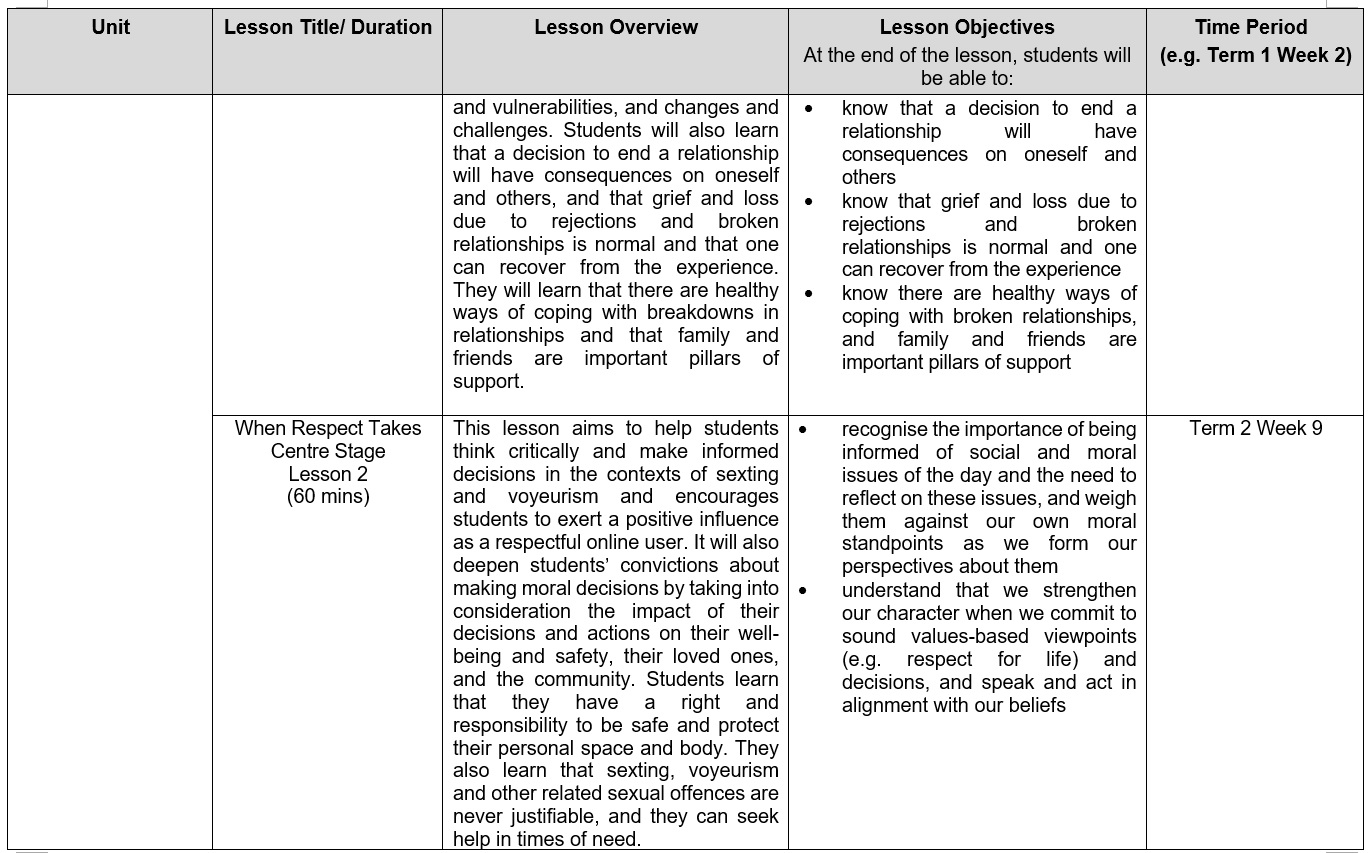 Unit
Lesson Title/ Duration
Lesson Overview
Lesson Objectives
At the end of the lesson, students will
be able to:
Time Period
(e.g. Term 1 Week 2)
and vulnerabilities, and changes and
challenges. Students will also learn
that a decision to end a relationship
will have consequences on oneself
and others, and that grief and loss
due to rejections and broken
relationships is normal and that one
can recover from the experience.
They will learn that there are healthy
ways of coping with breakdowns in
relationships and that family and
friends are important pillars of
support.
• know that a decision to end a
relationship will have
consequences on oneself and
others
• know that grief and loss due to
rejections and broken
relationships is normal and one
can recover from the experience
• know there are healthy ways of
coping with broken relationships,
and family and friends are
important pillars of support
When Respect Takes
Centre Stage
Lesson 2
(60 mins)
This lesson aims to help students
think critically and make informed
decisions in the contexts of sexting
and voyeurism and encourages
students to exert a positive influence
as a respectful online user. It will also
deepen students’ convictions about
making moral decisions by taking into
consideration the impact of their
decisions and actions on their well-
being and safety, their loved ones,
and the community. Students learn
that they have a right and
responsibility to be safe and protect
their personal space and body. They
also learn that sexting, voyeurism
and other related sexual offences are
never justifiable, and they can seek
help in times of need.
• recognise the importance of being
informed of social and moral
issues of the day and the need to
reflect on these issues, and weigh
them against our own moral
standpoints as we form our
perspectives about them
• understand that we strengthen
our character when we commit to
sound values-based viewpoints
(e.g. respect for life) and
decisions, and speak and act in
alignment with our beliefs
Term 2 Week 9